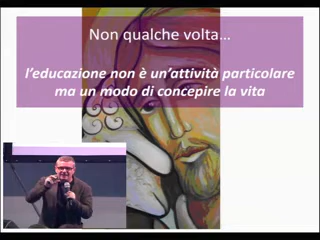 Non qualche volta...
l'educazione non è un'attività particolare
ma un modo di concepire la vita